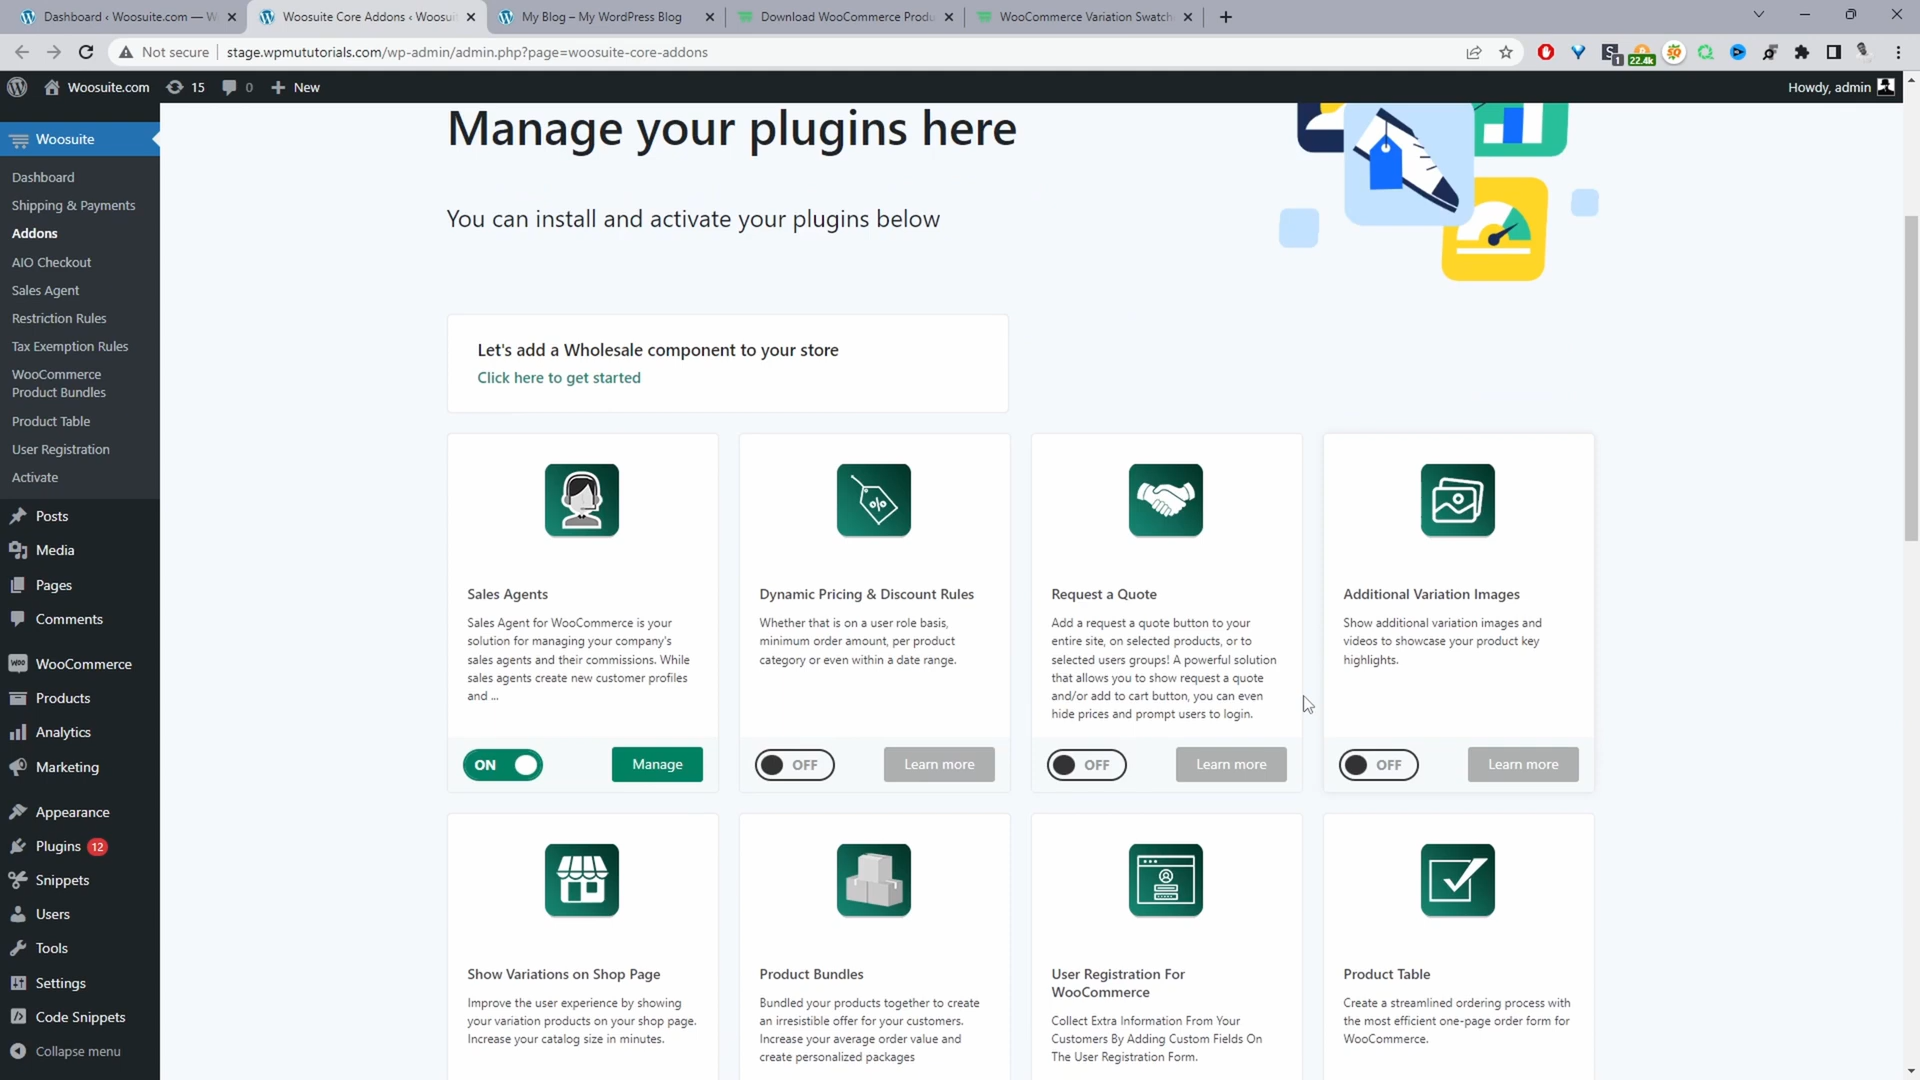 Dashboard ‹ Woosuite.com — W
Woosuite Core Addons ‹ Woosui
My Blog – My WordPress Blog
Download WooCommerce Produ
WooCommerce Variation Swatch
Not secure
stage.wpmututorials.com/wp-admin/admin.php?page=woosuite-core-addons
1
22.4k
Woosuite.com
15
0
New
Howdy, admin
Woosuite
Dashboard
Shipping & Payments
Addons
AIO Checkout
Sales Agent
Restriction Rules
Tax Exemption Rules
WooCommerce
Product Bundles
Product Table
User Registration
Activate
Posts
Media
Pages
Comments
WooCommerce
Products
Analytics
Marketing
Appearance
Plugins 12
Snippets
Users
Tools
Settings
Code Snippets
Collapse menu
Manage your plugins here
You can install and activate your plugins below
Let's add a Wholesale component to your store
Click here to get started
Sales Agents
Sales Agent for WooCommerce is your
solution for managing your company's
sales agents and their commissions. While
sales agents create new customer profiles
and ...
ON
Manage
Dynamic Pricing & Discount Rules
Whether that is on a user role basis,
minimum order amount, per product
category or even within a date range.
OFF
Learn more
Request a Quote
Add a request a quote button to your
entire site, on selected products, or to
selected users groups! A powerful solution
that allows you to show request a quote
and/or add to cart button, you can even
hide prices and prompt users to login.
OFF
Learn more
Additional Variation Images
Show additional variation images and
videos to showcase your product key
highlights.
OFF
Learn more
Show Variations on Shop Page
Improve the user experience by showing
your variation products on your shop page.
Increase your catalog size in minutes.
Product Bundles
Bundled your products together to create
an irresistible offer for your customers.
Increase your average order value and
create personalized packages
User Registration For
WooCommerce
Collect Extra Information From Your
Customers By Adding Custom Fields On
The User Registration Form.
Product Table
Create a streamlined ordering process with
the most efficient one-page order form for
WooCommerce.